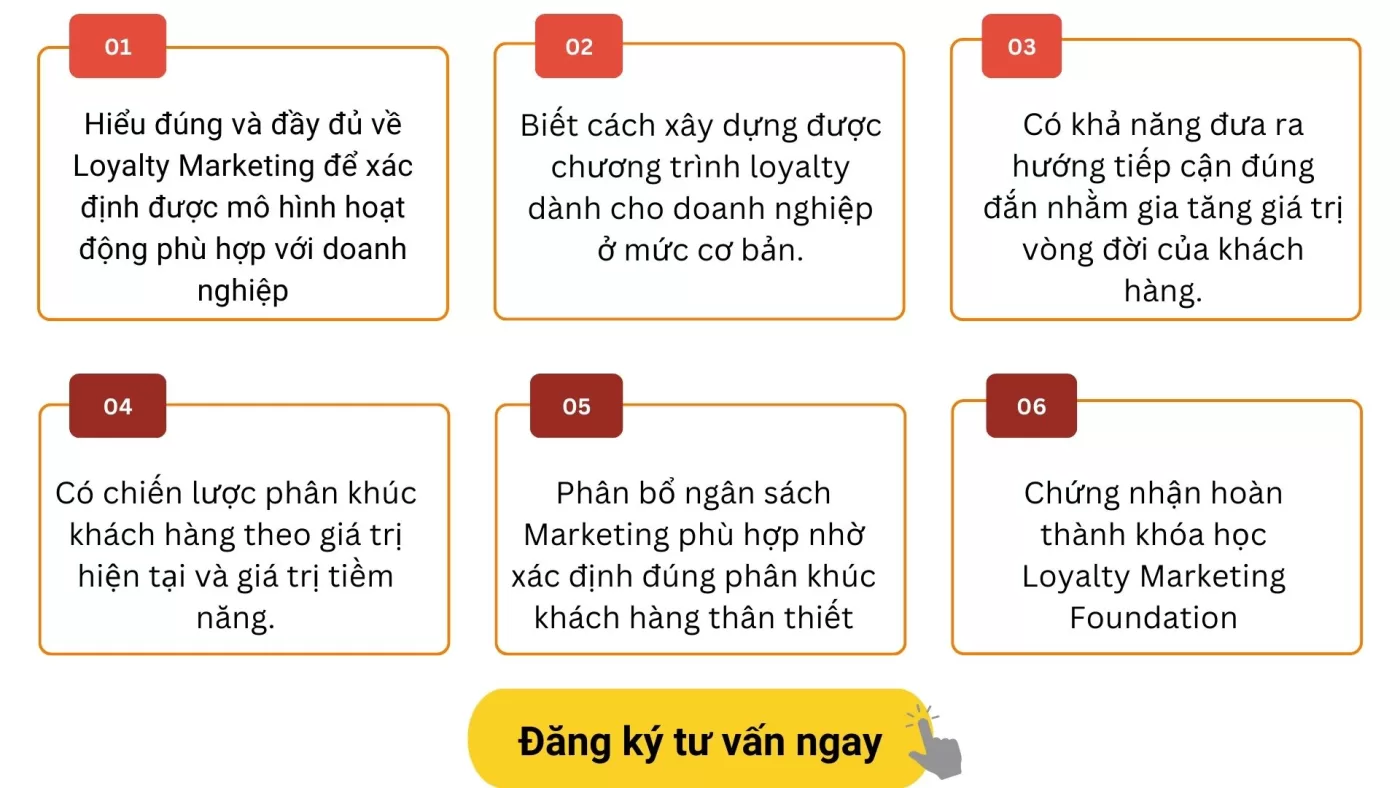 01
Hiểu đúng và đầy đủ về
Loyalty Marketing để xác
định được mô hình hoạt
động phù hợp với doanh
nghiệp
02
Biết cách xây dựng được
chương trình loyalty
dành cho doanh nghiệp
ở mức cơ bản.
03
Có khả năng đưa ra
hướng tiếp cận đúng
đắn nhằm gia tăng giá trị
vòng đời của khách
hàng.
04
Có chiến lược phân khúc
khách hàng theo giá trị
hiện tại và giá trị tiềm
năng.
05
Phân bổ ngân sách
Marketing phù hợp nhờ
xác định đúng phân khúc
khách hàng thân thiết
06
Chứng nhận hoàn
thành khóa học
Loyalty Marketing
Foundation
Đăng ký tư vấn ngay